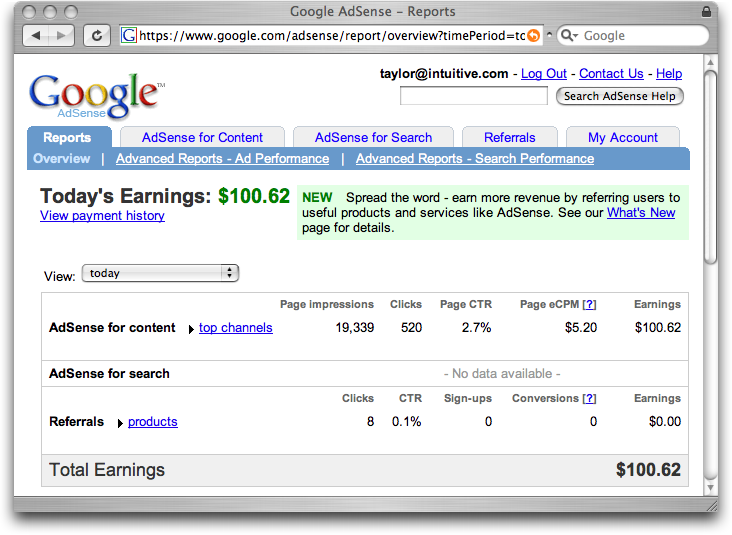 Google AdSense - Reports
https://www.google.com/adsense/report/overview?timePeriod=tc
Google
taylor@intuitive.com - Log Out - Contact Us - Help
Google™
AdSense
Search AdSense Help
Reports AdSense for Content AdSense for Search Referrals My Account
Overview | Advanced Reports - Ad Performance | Advanced Reports - Search Performance
Today's Earnings: $100.62
View payment history
NEW Spread the word - earn more revenue by referring users to
useful products and services like AdSense. See our What's New
page for details.
View: today
Page impressions Clicks Page CTR Page eCPM [?] Earnings
AdSense for content top channels 19,339 520 2.7% $5.20 $100.62
AdSense for search - No data available -
Clicks CTR Sign-ups Conversions [?] Earnings
Referrals products 8 0.1% 0 0 $0.00
Total Earnings $100.62